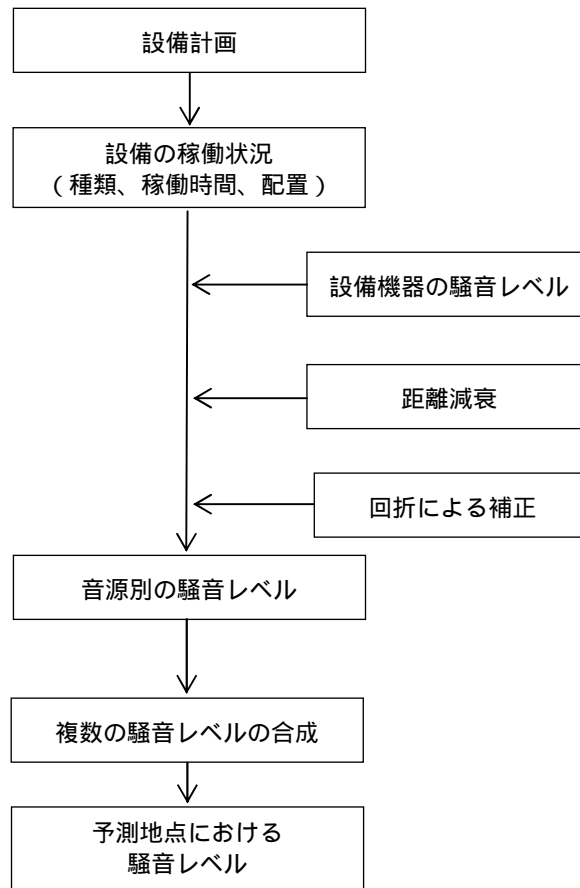 設備計画
設備の稼働状況
（種類、稼働時間、配置）
設備機器の騒音レベル
距離減衰
回折による補正
音源別の騒音レベル
複数の騒音レベルの合成
予測地点における
騒音レベル